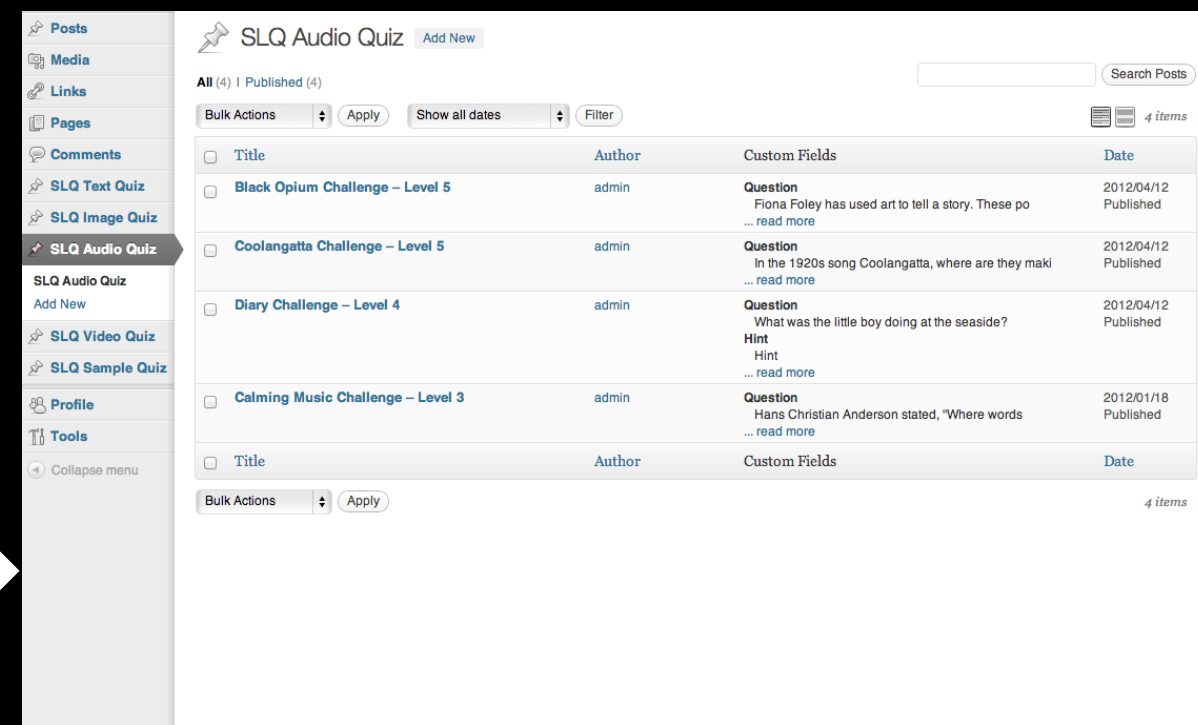 Posts
Media
Links
Pages
Comments
SLQ Text Quiz
SLQ Image Quiz
SLQ Audio Quiz
SLQ Audio Quiz
Add New
SLQ Video Quiz
SLQ Sample Quiz
Profile
Tools
Collapse menu
SLQ Audio Quiz Add New
All (4) | Published (4)
Search Posts
Bulk Actions Apply Show all dates Filter
4 items
Title Author Custom Fields Date
Black Opium Challenge – Level 5 admin Question 2012/04/12
Fiona Foley has used art to tell a story. These po Published
... read more
Coolangatta Challenge – Level 5 admin Question 2012/04/12
In the 1920s song Coolangatta, where are they maki Published
... read more
Diary Challenge – Level 4 admin Question 2012/04/12
What was the little boy doing at the seaside? Published
Hint
Hint
... read more
Calming Music Challenge – Level 3 admin Question 2012/01/18
Hans Christian Anderson stated, "Where words Published
... read more
Title Author Custom Fields Date
Bulk Actions Apply 4 items